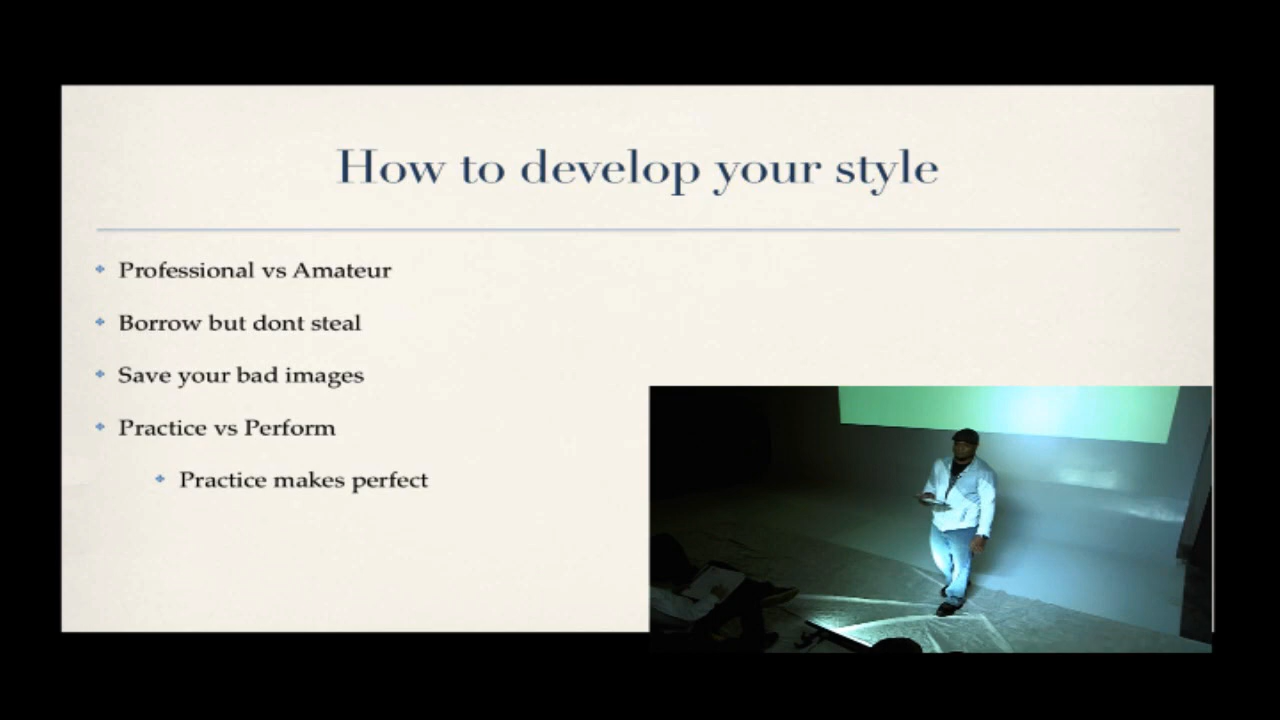 How to develop your style
Professional vs Amateur
Borrow but dont steal
Save your bad images
Practice vs Perform
Practice makes perfect